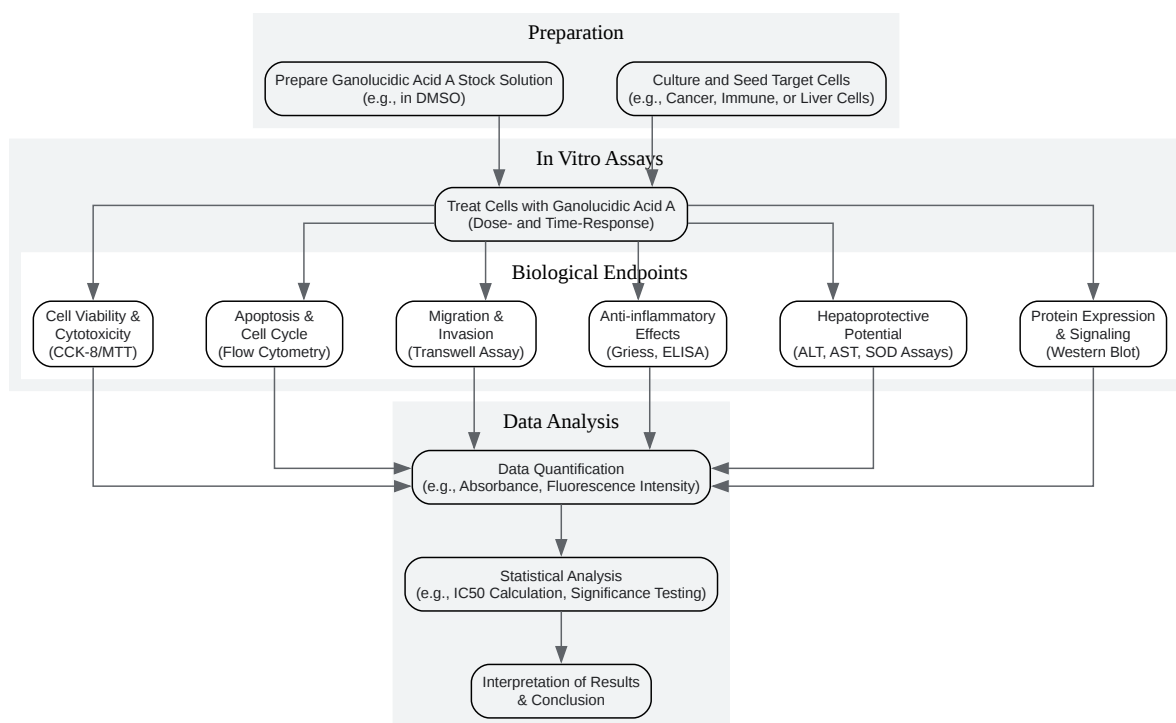 Preparation
Prepare Ganolucidic Acid A Stock Solution
(e.g., in DMSO)
Culture and Seed Target Cells
(e.g., Cancer, Immune, or Liver Cells)
In Vitro Assays
Treat Cells with Ganolucidic Acid A
(Dose- and Time-Response)
Biological Endpoints
Cell Viability &
Cytotoxicity
(CCK-8/MTT)
Apoptosis &
Cell Cycle
(Flow Cytometry)
Migration &
Invasion
(Transwell Assay)
Anti-inflammatory
Effects
(Griess, ELISA)
Hepatoprotective
Potential
(ALT, AST, SOD Assays)
Protein Expression
& Signaling
(Western Blot)
Data Analysis
Data Quantification
(e.g., Absorbance, Fluorescence Intensity)
Statistical Analysis
(e.g., IC50 Calculation, Significance Testing)
Interpretation of Results
& Conclusion